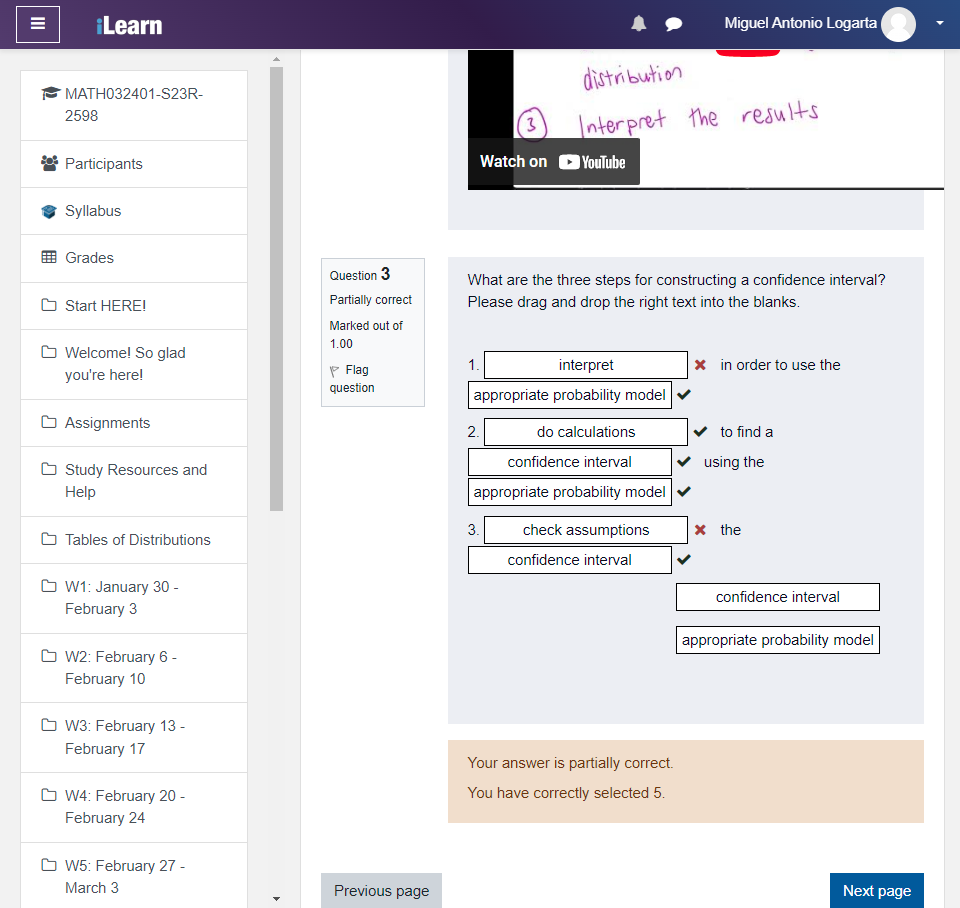 iLearn
Miguel Antonio Logarta
MATH032401-S23R-
2598
Participants
Syllabus
Grades
Start HERE!
Welcome! So glad
you're here!
Assignments
Study Resources and
Help
Tables of Distributions
W1: January 30 -
February 3
W2: February 6 -
February 10
W3: February 13 -
February 17
W4: February 20 -
February 24
W5: February 27 -
March 3
distribution
3 Interpret the results
Watch on YouTube
Question 3
Partially correct
Marked out of
1.00
Flag
question
What are the three steps for constructing a confidence interval?
Please drag and drop the right text into the blanks.
1. interpret in order to use the
appropriate probability model
2. do calculations to find a
confidence interval using the
appropriate probability model
3. check assumptions the
confidence interval
confidence interval
appropriate probability model
Your answer is partially correct.
You have correctly selected 5.
Previous page
Next page